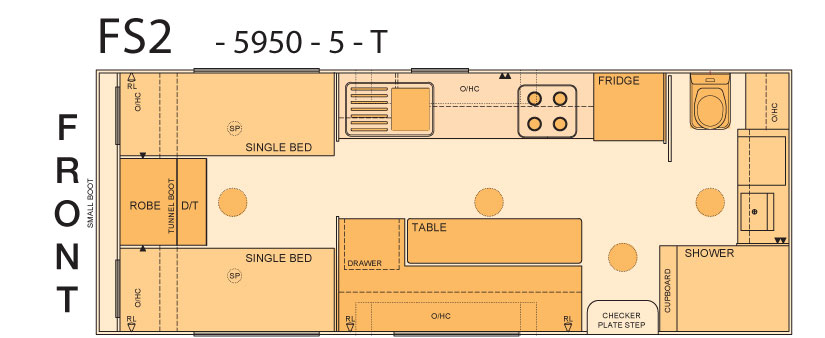 FS2 - 5950 - 5 - T
FRONT
SMALL BOOT
RL
O/HC
SP
SINGLE BED
O/HC
FRIDGE
O/HC
ROBE
TUNNEL BOOT
D/T
TABLE
DRAWER
SINGLE BED
SP
O/HC
RL
RL
O/HC
RL
SHOWER
CUPBOARD
CHECKER
PLATE STEP